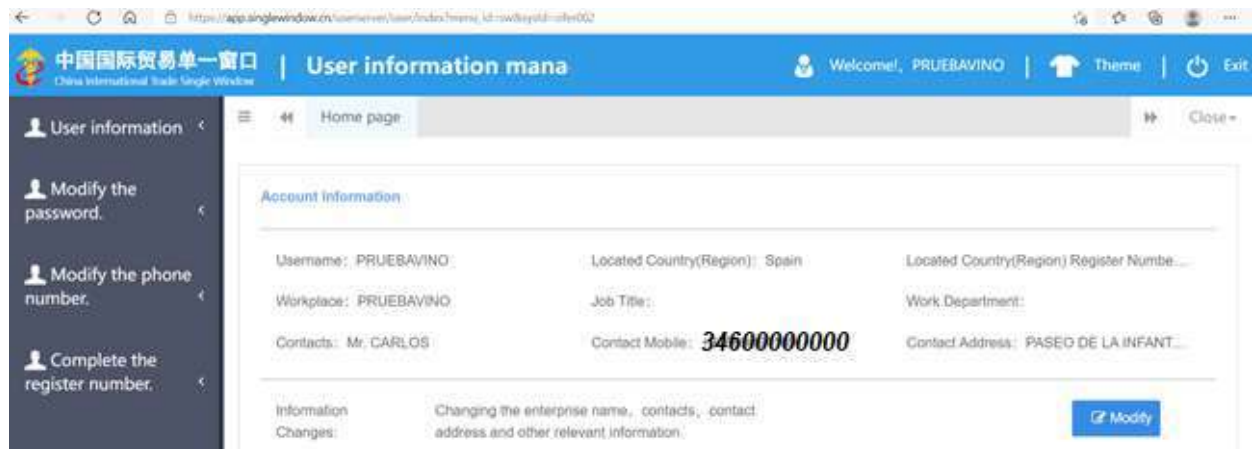 https://app.singlewindow.cn/userserver/user/index?menu_id=
中国国际贸易单一窗口
China International Trade Single Window
| User information mana
Welcome!, PRUEBAVINO | Theme | Exit
User information
Home page
Close
Modify the
password.
Account Information
Username: PRUEBAVINO
Located Country(Region): Spain
Located Country(Region) Register Numbe...
Modify the phone
number.
Workplace: PRUEBAVINO
Job Title:
Work Department:
Contacts: Mr. CARLOS
Contact Mobile: 34600000000
Contact Address: PASEO DE LA INFANT...
Complete the
register number.
Information
Changes:
Changing the enterprise name, contacts, contact
address and other relevant information.
Modify